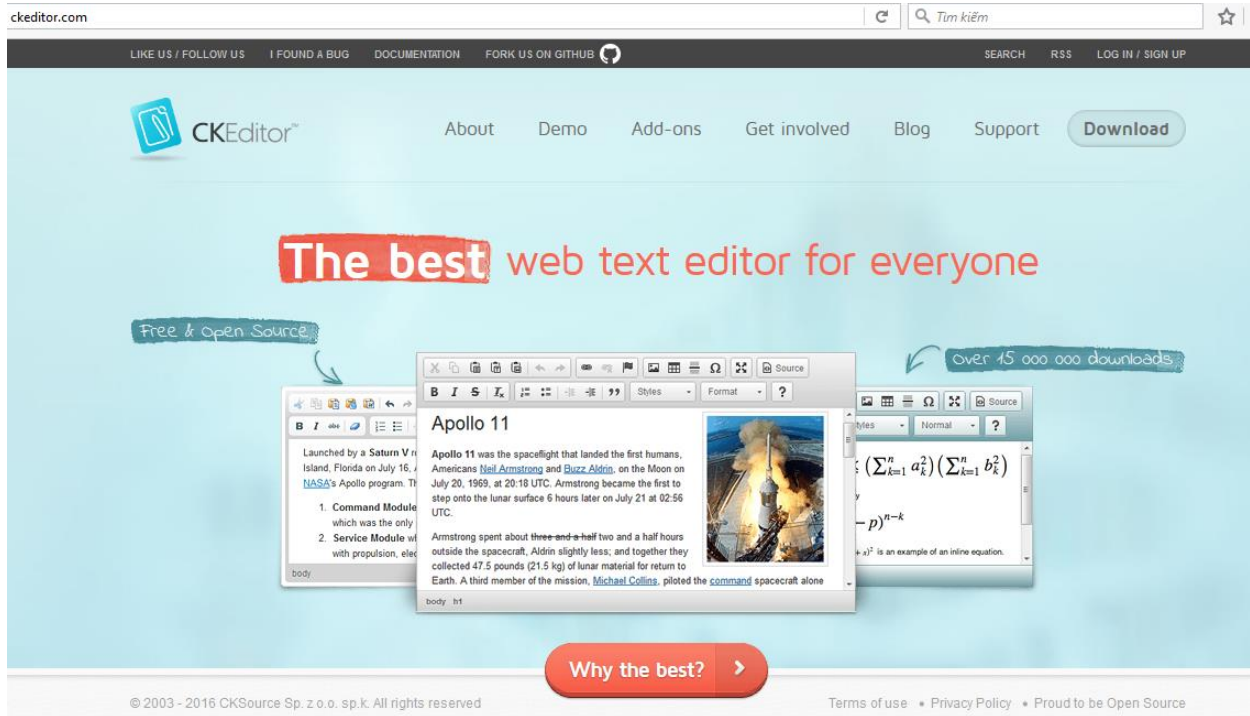 ckeditor.com
Tìm kiếm
LIKE US / FOLLOW US I FOUND A BUG DOCUMENTATION FORK US ON GITHUB SEARCH RSS LOG IN / SIGN UP
CKEditor™ About Demo Add-ons Get involved Blog Support Download
The best web text editor for everyone
Free & Open Source
Over 15 000 000 downloads
Source
B I S Ix Styles Format ?
Apollo 11
Apollo 11 was the spaceflight that landed the first humans,
Americans Neil Armstrong and Buzz Aldrin, on the Moon on
July 20, 1969, at 20:18 UTC. Armstrong became the first to
step onto the lunar surface 6 hours later on July 21 at 02:56
UTC.
Armstrong spent about three and a half two and a half hours
outside the spacecraft, Aldrin slightly less; and together they
collected 47.5 pounds (21.5 kg) of lunar material for return to
Earth. A third member of the mission, Michael Collins, piloted the command spacecraft alone
body h1
B I abc
Launched by a Saturn V
Island, Florida on July 16,
NASA's Apollo program.
1. Command Module
which was the only
2. Service Module
with propulsion,
body
Source
Normal ?
(∑ⁿₖ₌₁ a²ₖ)(∑ⁿₖ₌₁ b²ₖ)
− p)ⁿ⁻ᵏ
+ x)² is an example of an inline equation.
Why the best?
© 2003 - 2016 CKSource Sp. z o.o. sp.k. All rights reserved Terms of use • Privacy Policy • Proud to be Open Source